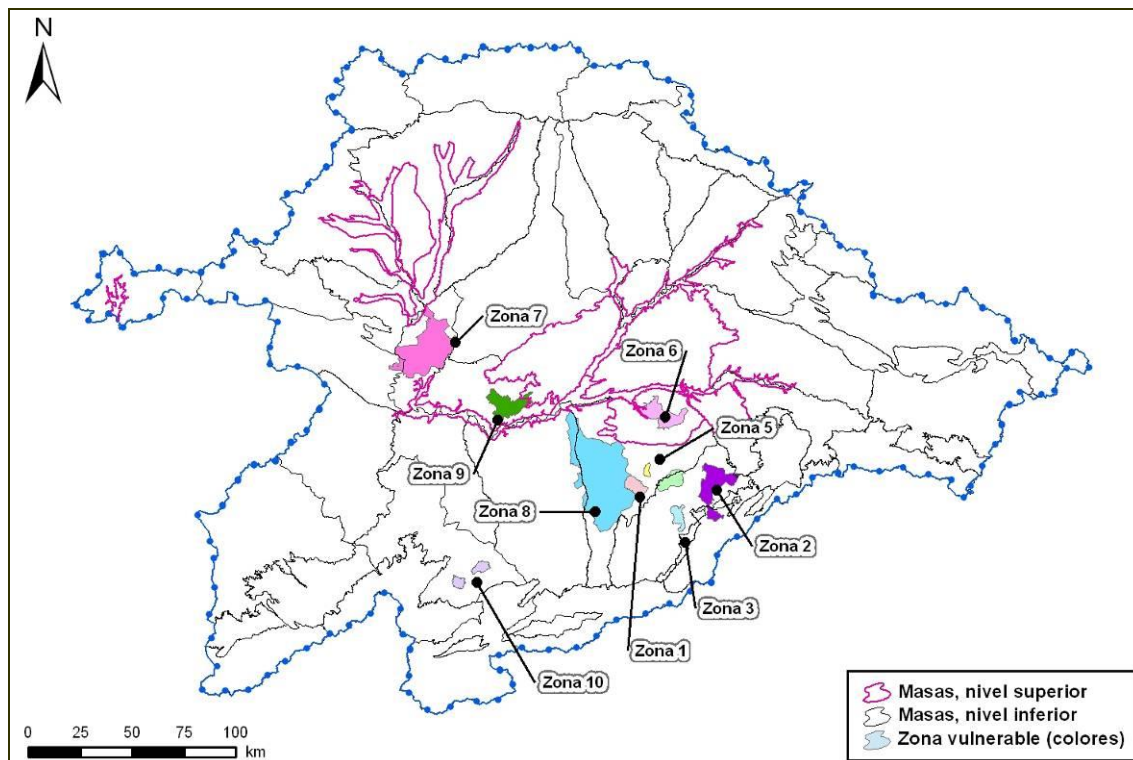 N
Zona 7
Zona 6
Zona 5
Zona 9
Zona 8
Zona 2
Zona 3
Zona 1
Zona 10
Masas, nivel superior
Masas, nivel inferior
Zona vulnerable (colores)
0 25 50 75 100
km